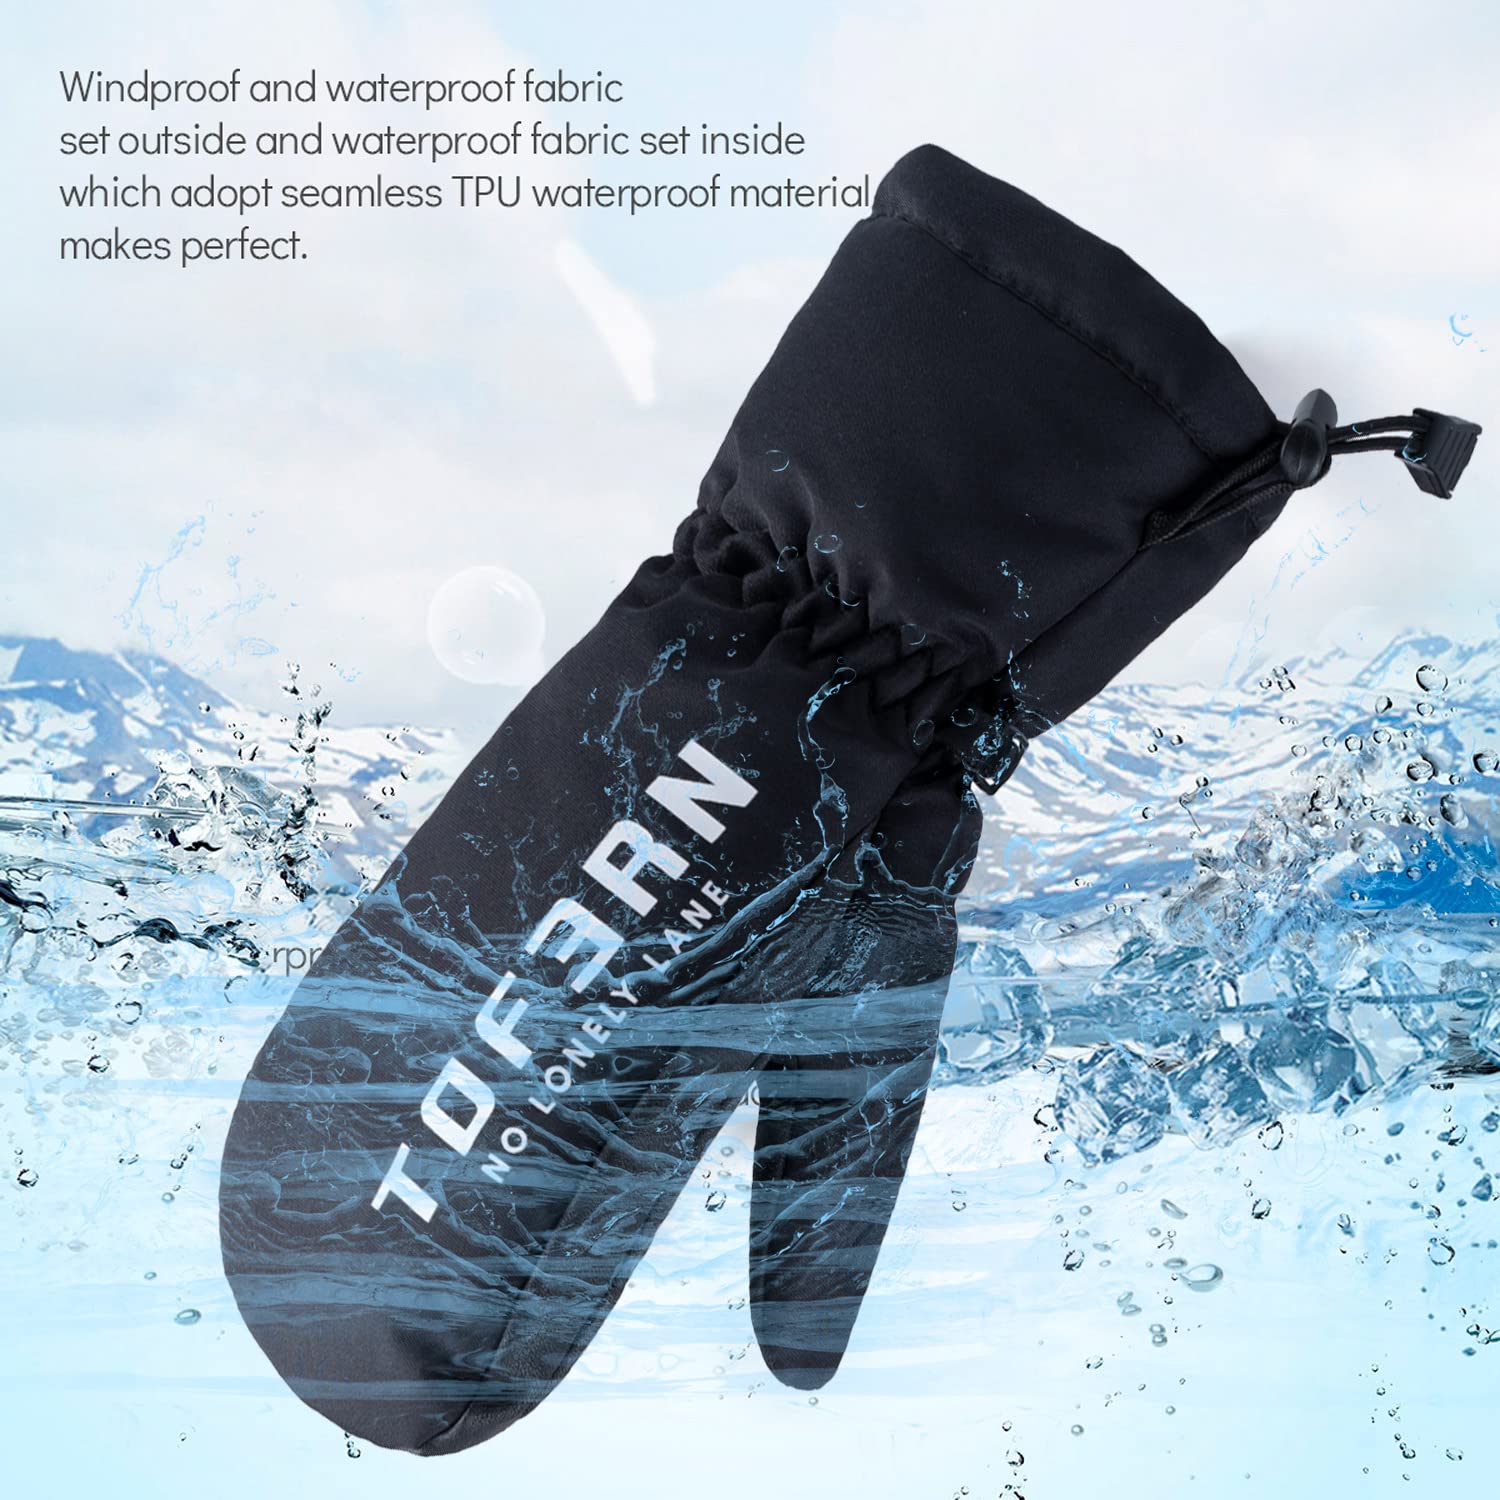 Windproof and waterproof fabric
set outside and waterproof fabric set inside
which adopt seamless TPU waterproof material
makes perfect.
TOFERN
NO LONELY LANE
rpr